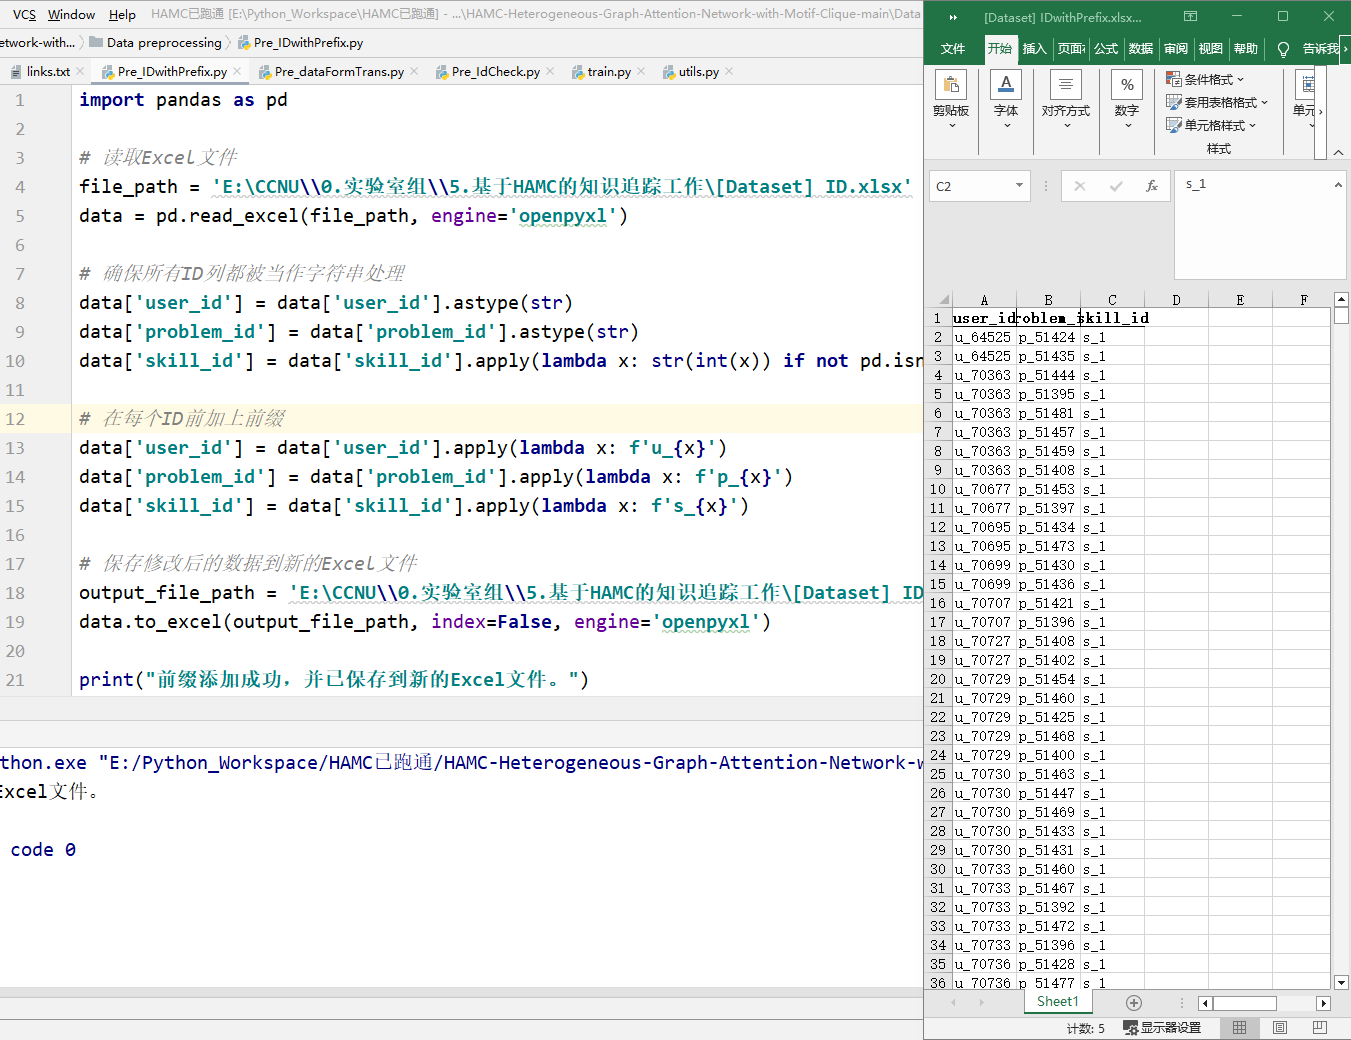 VCS Window Help HAMC已跑通 [E:\Python_Workspace\HAMC已跑通] - ...\HAMC-Heterogeneous-Graph-Attention-Network-with-Motif-Clique-main\Data
etwork-with... Data preprocessing Pre_IDwithPrefix.py
links.txt Pre_IDwithPrefix.py Pre_dataFormTrans.py Pre_IdCheck.py train.py utils.py
1 import pandas as pd
2
3 # 读取Excel文件
4 file_path = 'E:\CCNU\\0.实验室组\\5.基于HAMC的知识追踪工作\[Dataset] ID.xlsx'
5 data = pd.read_excel(file_path, engine='openpyxl')
6
7 # 确保所有ID列都被当作字符串处理
8 data['user_id'] = data['user_id'].astype(str)
9 data['problem_id'] = data['problem_id'].astype(str)
10 data['skill_id'] = data['skill_id'].apply(lambda x: str(int(x)) if not pd.isn
11
12 # 在每个ID前加上前缀
13 data['user_id'] = data['user_id'].apply(lambda x: f'u_{x}')
14 data['problem_id'] = data['problem_id'].apply(lambda x: f'p_{x}')
15 data['skill_id'] = data['skill_id'].apply(lambda x: f's_{x}')
16
17 # 保存修改后的数据到新的Excel文件
18 output_file_path = 'E:\CCNU\\0.实验室组\\5.基于HAMC的知识追踪工作\[Dataset] ID
19 data.to_excel(output_file_path, index=False, engine='openpyxl')
20
21 print("前缀添加成功，并已保存到新的Excel文件。")
thon.exe "E:/Python_Workspace/HAMC已跑通/HAMC-Heterogeneous-Graph-Attention-Network-w
Excel文件。
code 0
[Dataset] IDwithPrefix.xlsx...
文件 开始 插入 页面 公式 数据 审阅 视图 帮助 告诉我
剪贴板 字体 对齐方式 % 数字 条件格式 套用表格格式 单元格样式 样式 单元
C2 fx s_1
A B C D E F
1 user_id roblem_i skill_id
2 u_64525 p_51424 s_1
3 u_64525 p_51435 s_1
4 u_70363 p_51444 s_1
5 u_70363 p_51395 s_1
6 u_70363 p_51481 s_1
7 u_70363 p_51457 s_1
8 u_70363 p_51459 s_1
9 u_70363 p_51408 s_1
10 u_70677 p_51453 s_1
11 u_70677 p_51397 s_1
12 u_70695 p_51434 s_1
13 u_70695 p_51473 s_1
14 u_70699 p_51430 s_1
15 u_70699 p_51436 s_1
16 u_70707 p_51421 s_1
17 u_70707 p_51396 s_1
18 u_70727 p_51408 s_1
19 u_70727 p_51402 s_1
20 u_70729 p_51454 s_1
21 u_70729 p_51460 s_1
22 u_70729 p_51425 s_1
23 u_70729 p_51468 s_1
24 u_70729 p_51400 s_1
25 u_70730 p_51463 s_1
26 u_70730 p_51447 s_1
27 u_70730 p_51469 s_1
28 u_70730 p_51433 s_1
29 u_70730 p_51431 s_1
30 u_70733 p_51460 s_1
31 u_70733 p_51467 s_1
32 u_70733 p_51392 s_1
33 u_70733 p_51472 s_1
34 u_70733 p_51396 s_1
35 u_70736 p_51428 s_1
36 u_70736 p_51477 s_1
Sheet1
计数: 5 显示器设置